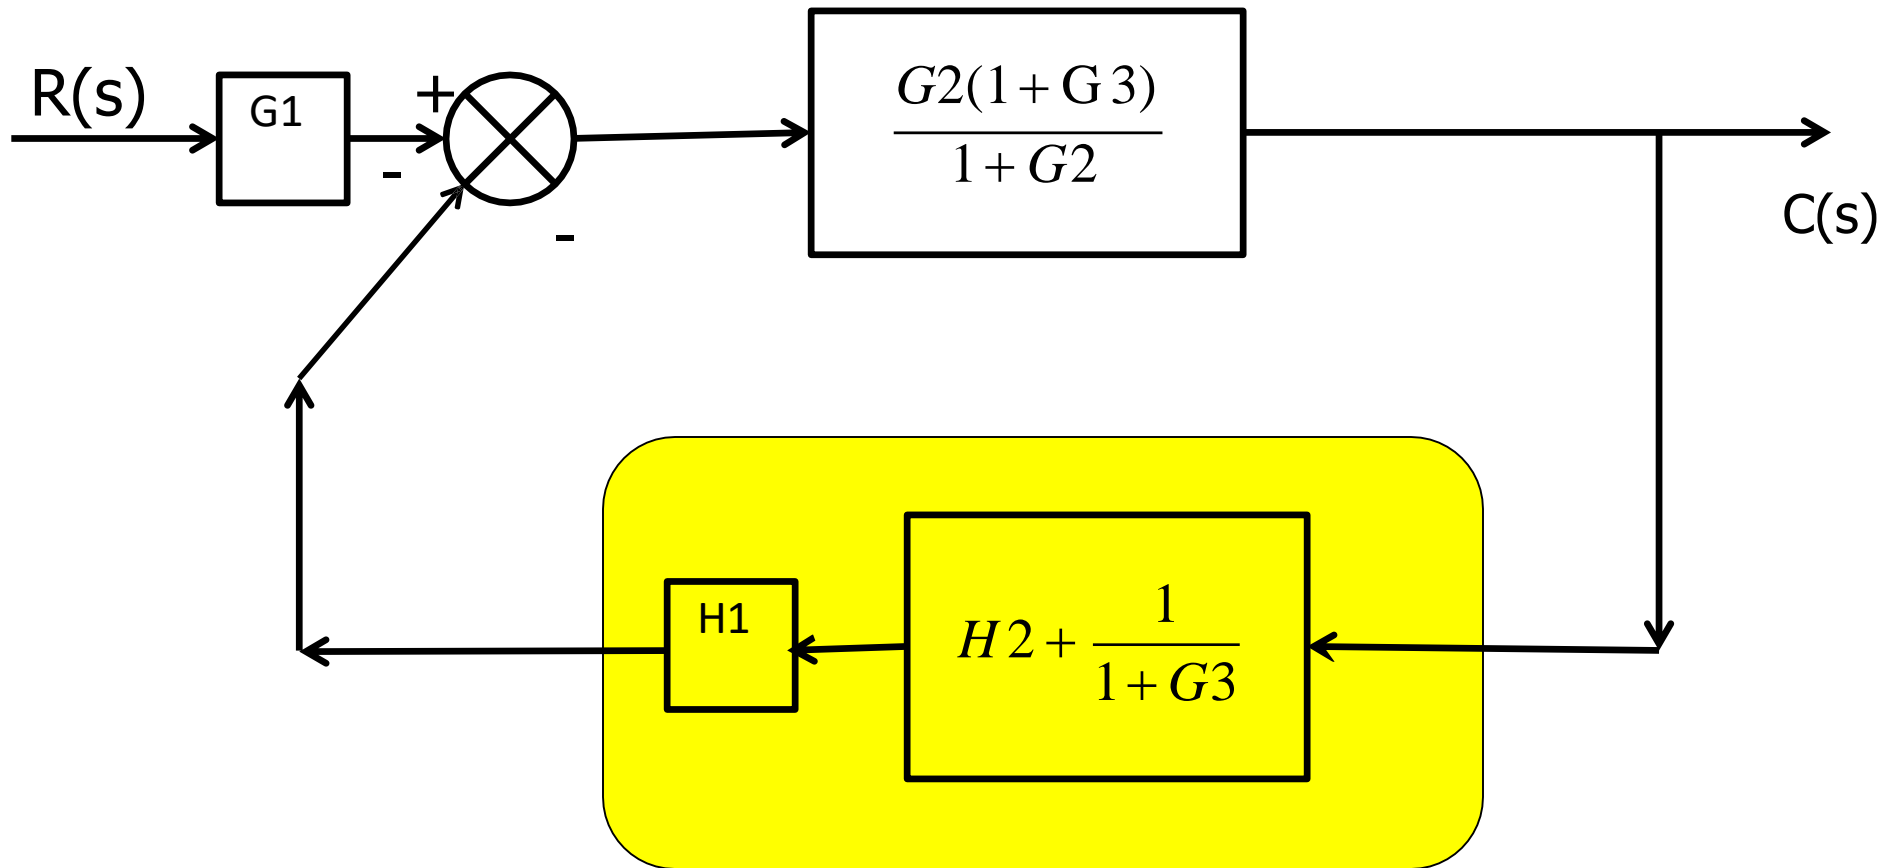 R(s)
G1
+
-
-
G2(1 + G 3)
1 + G2
C(s)
H1
H 2 + 1
1 + G3